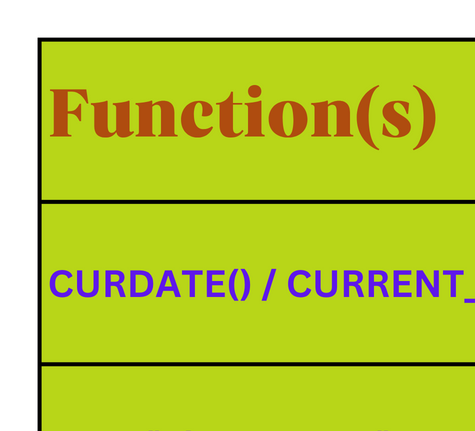 Function(s)
CURDATE() / CURRENT_